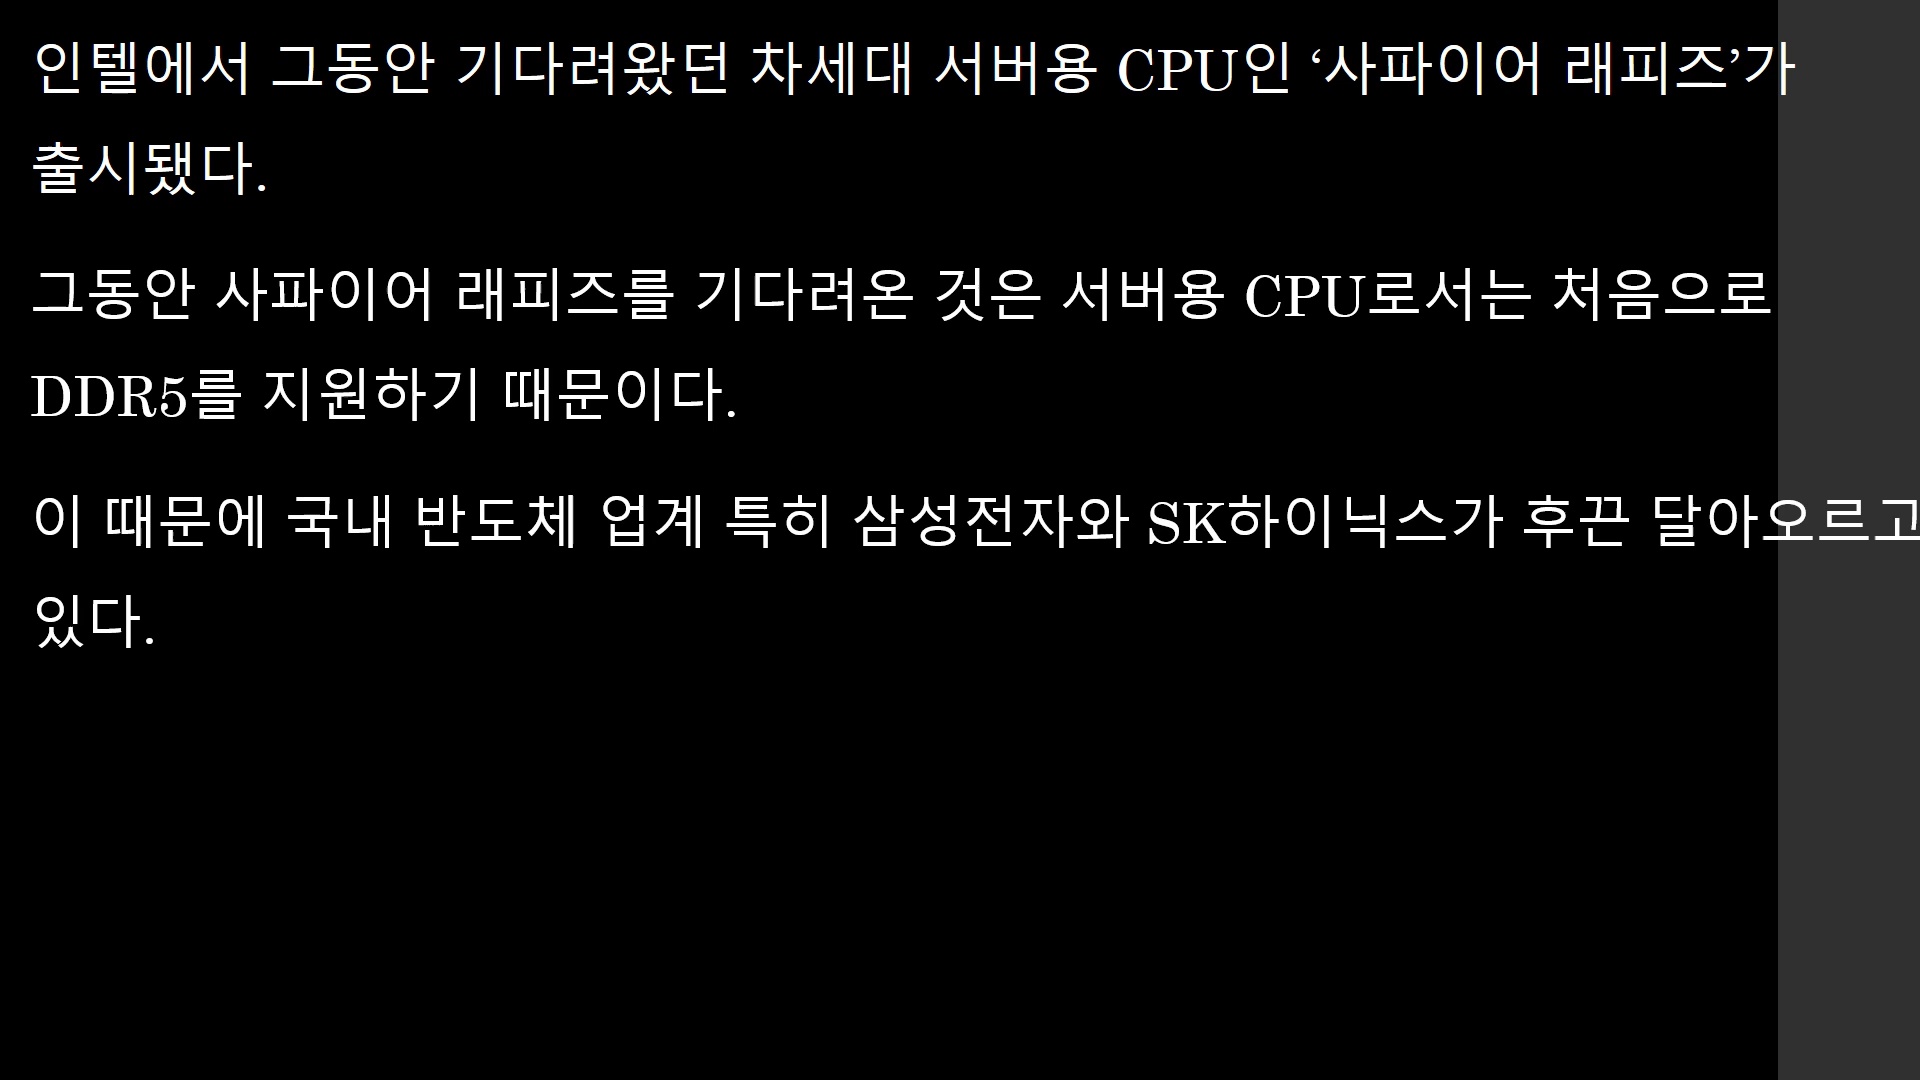 인텔에서 그동안 기다려왔던 차세대 서버용 CPU인 ‘사파이어 래피즈’가
출시됐다.
그동안 사파이어 래피즈를 기다려온 것은 서버용 CPU로서는 처음으로
DDR5를 지원하기 때문이다.
이 때문에 국내 반도체 업계 특히 삼성전자와 SK하이닉스가 후끈 달아오르고
있다.